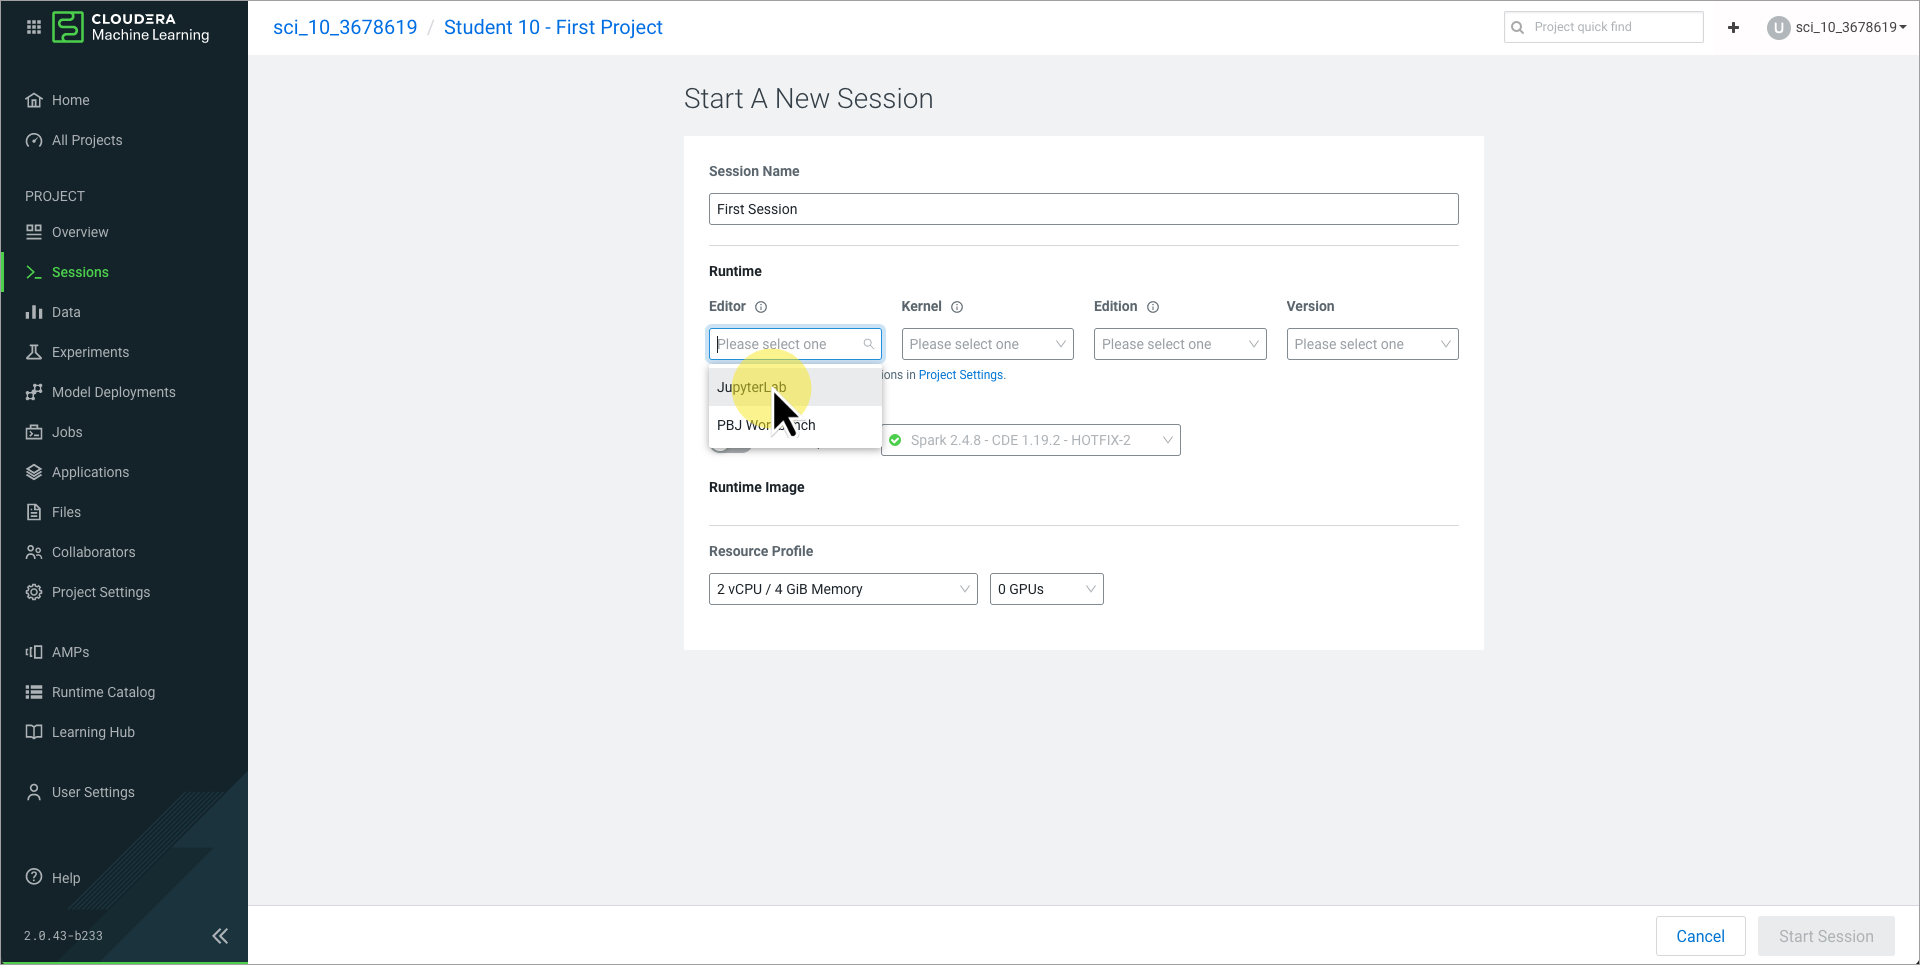 CLOUDERA
Machine Learning
sci_10_3678619 / Student 10 - First Project
Project quick find
+
U
sci_10_3678619
Home
All Projects
PROJECT
Overview
Sessions
Data
Experiments
Model Deployments
Jobs
Applications
Files
Collaborators
Project Settings
AMPs
Runtime Catalog
Learning Hub
User Settings
Help
2.0.43-b233
Start A New Session
Session Name
First Session
Runtime
Editor
Kernel
Edition
Version
Please select one
Please select one
Please select one
Please select one
JupyterLab
ions in Project Settings.
PBJ
Spark 2.4.8 - CDE 1.19.2 - HOTFIX-2
Runtime Image
Resource Profile
2 vCPU / 4 GiB Memory
0 GPUs
Cancel
Start Session